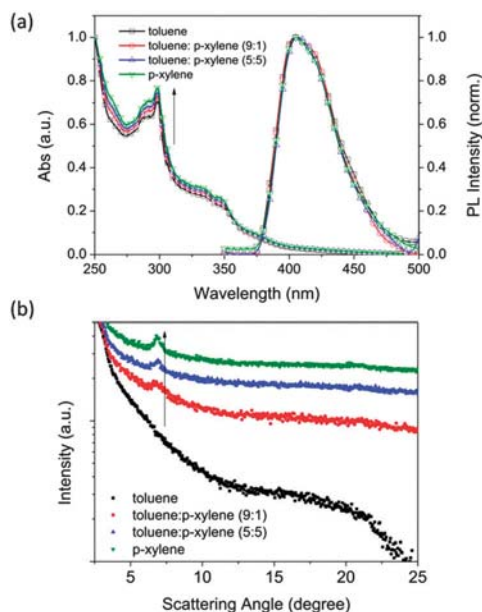 (a)
toluene
toluene: p-xylene (9:1)
toluene: p-xylene (5:5)
p-xylene
Abs (a.u.)
1.0
0.8
0.6
0.4
0.2
0.0
1.0
0.8
0.6
0.4
0.2
0.0
PL Intensity (norm.)
250 300 350 400 450 500
Wavelength (nm)
(b)
Intensity (a.u.)
toluene
toluene:p-xylene (9:1)
toluene:p-xylene (5:5)
p-xylene
5 10 15 20 25
Scattering Angle (degree)